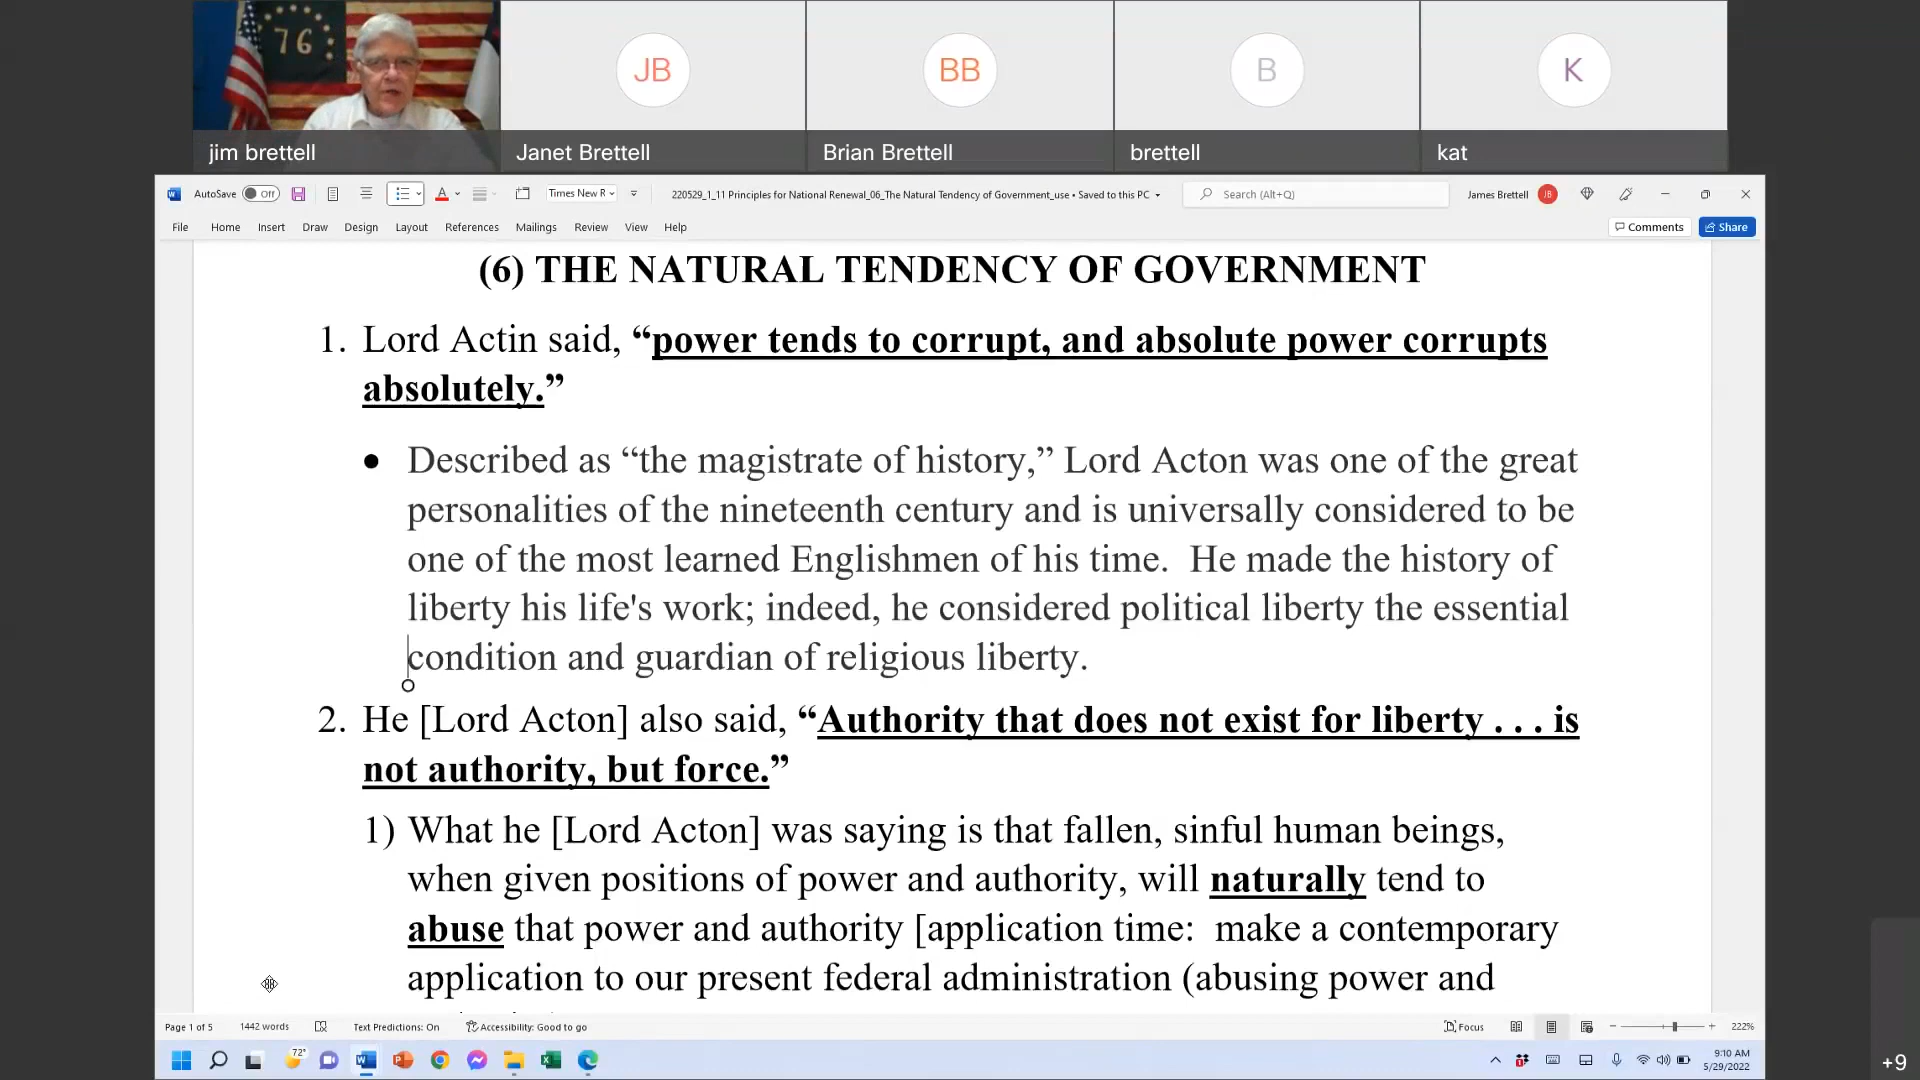 76
JB
BB
B
K
jim brettell
Janet Brettell
Brian Brettell
brettell
kat
AutoSave Off
Times New R
220529_1_11 Principles for National Renewal_06_The Natural Tendency of Government_use • Saved to this PC
Search (Alt+Q)
James Brettell
JB
File
Home
Insert
Draw
Design
Layout
References
Mailings
Review
View
Help
Comments
Share
(6) THE NATURAL TENDENCY OF GOVERNMENT
1. Lord Actin said, “power tends to corrupt, and absolute power corrupts
absolutely.”
• Described as “the magistrate of history,” Lord Acton was one of the great
personalities of the nineteenth century and is universally considered to be
one of the most learned Englishmen of his time.  He made the history of
liberty his life's work; indeed, he considered political liberty the essential
condition and guardian of religious liberty.
2. He [Lord Acton] also said, “Authority that does not exist for liberty . . . is
not authority, but force.”
1) What he [Lord Acton] was saying is that fallen, sinful human beings,
when given positions of power and authority, will naturally tend to
abuse that power and authority [application time:  make a contemporary
application to our present federal administration (abusing power and
Page 1 of 5
1442 words
Text Predictions: On
Accessibility: Good to go
Focus
222%
72°
9:10 AM
5/29/2022
+9